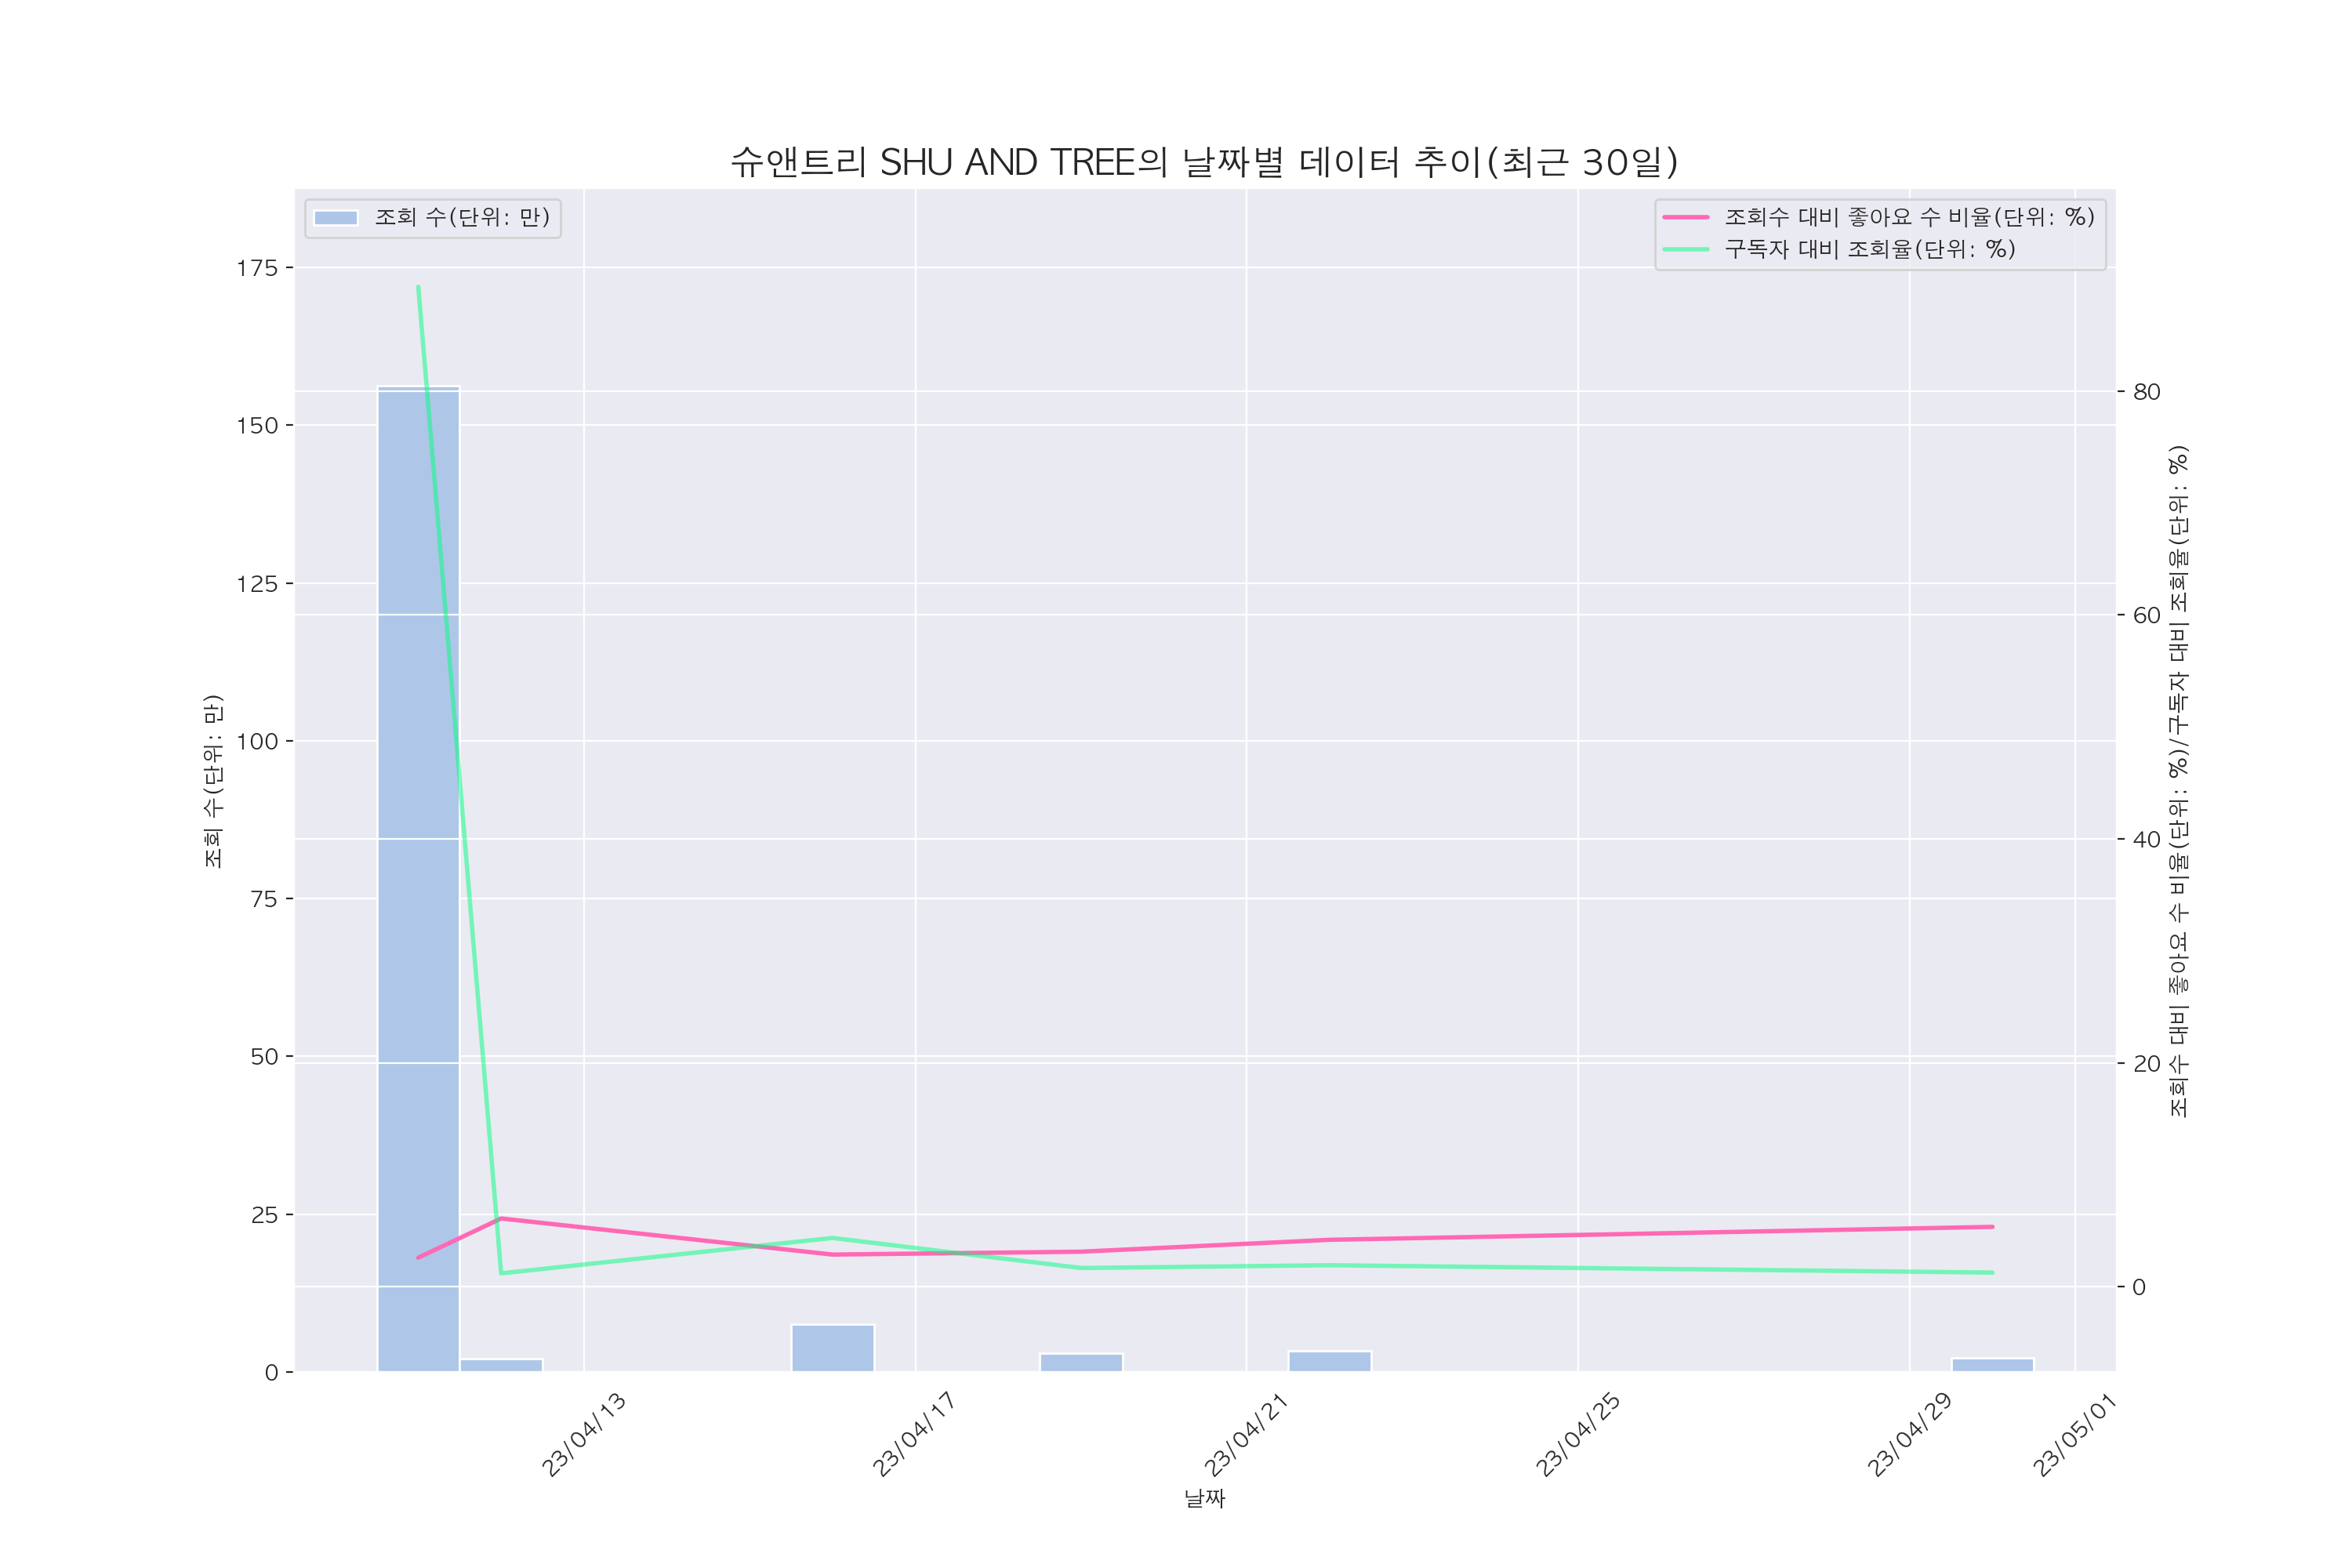 슈앤트리 SHU AND TREE의 날짜별 데이터 추이(최근 30일)
조회 수(단위: 만)
조회수 대비 좋아요 수 비율(단위: %)
구독자 대비 조회율(단위: %)
175
150
125
100
75
50
25
0
조회 수(단위: 만)
80
60
40
20
0
조회수 대비 좋아요 수 비율(단위: %)/구독자 대비 조회율(단위: %)
23/04/13
23/04/17
23/04/21
23/04/25
23/04/29
23/05/01
날짜